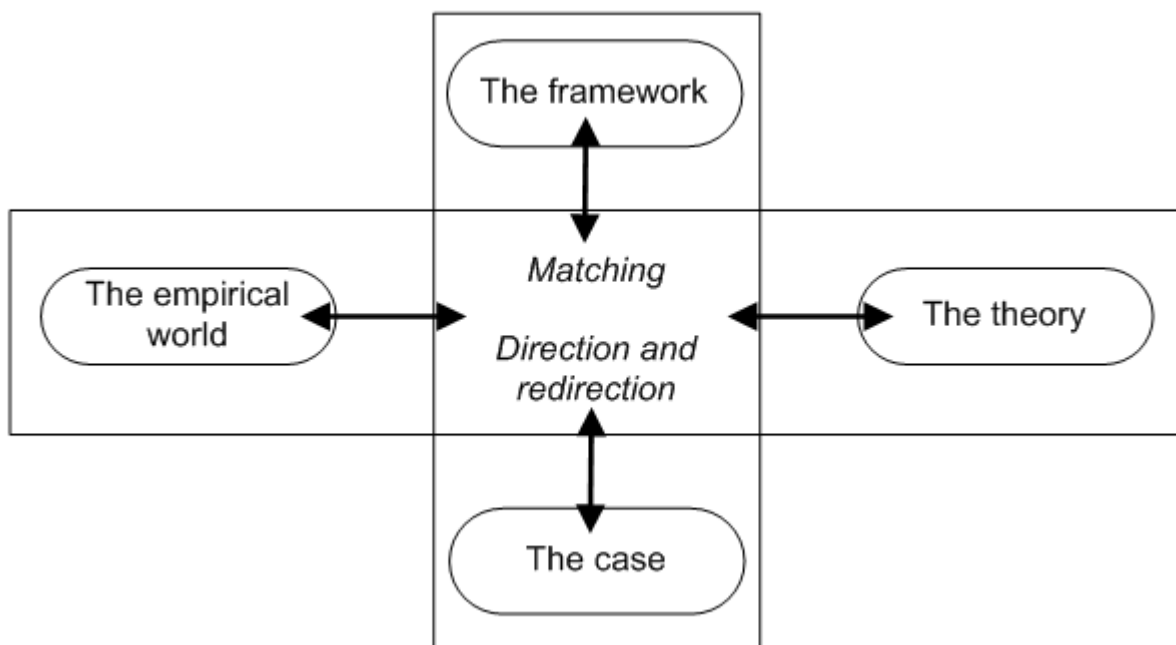 The framework
Matching
The empirical
world
The theory
Direction and
redirection
The case